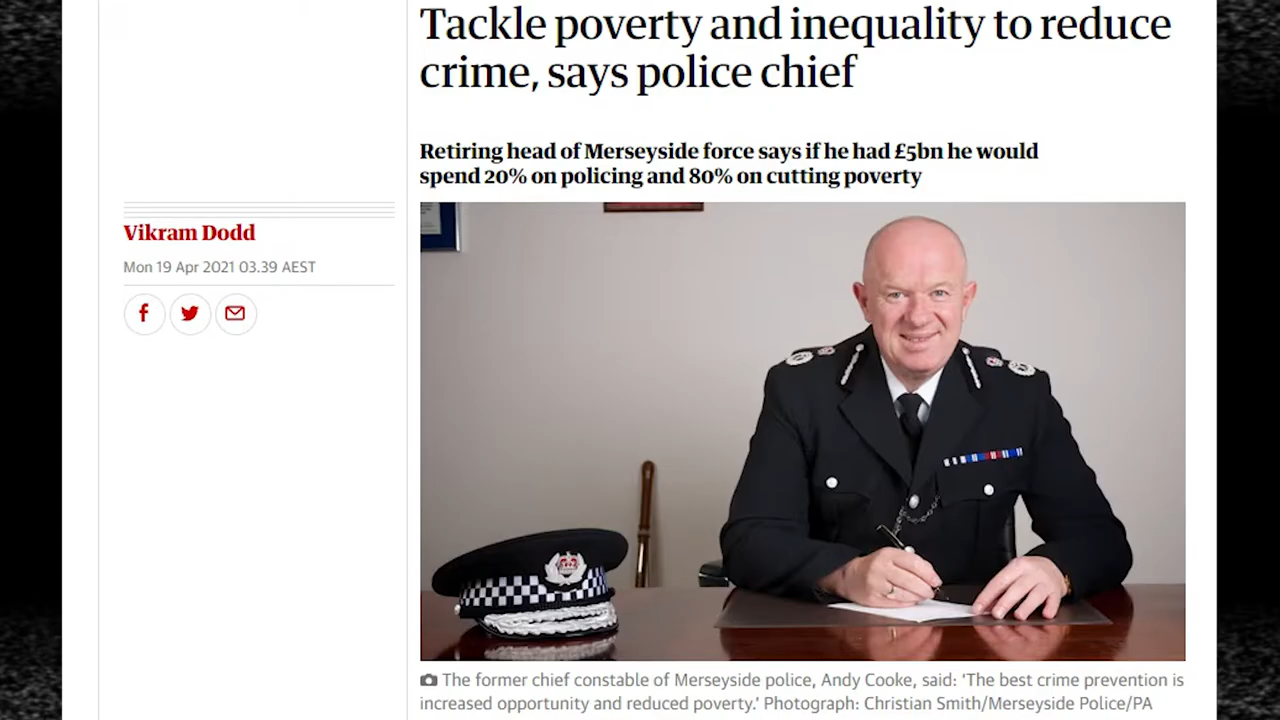 Tackle poverty and inequality to reduce
crime, says police chief
Retiring head of Merseyside force says if he had £5bn he would
spend 20% on policing and 80% on cutting poverty
Vikram Dodd
Mon 19 Apr 2021 03.39 AEST
The former chief constable of Merseyside police, Andy Cooke, said: ‘The best crime prevention is
increased opportunity and reduced poverty.’ Photograph: Christian Smith/Merseyside Police/PA